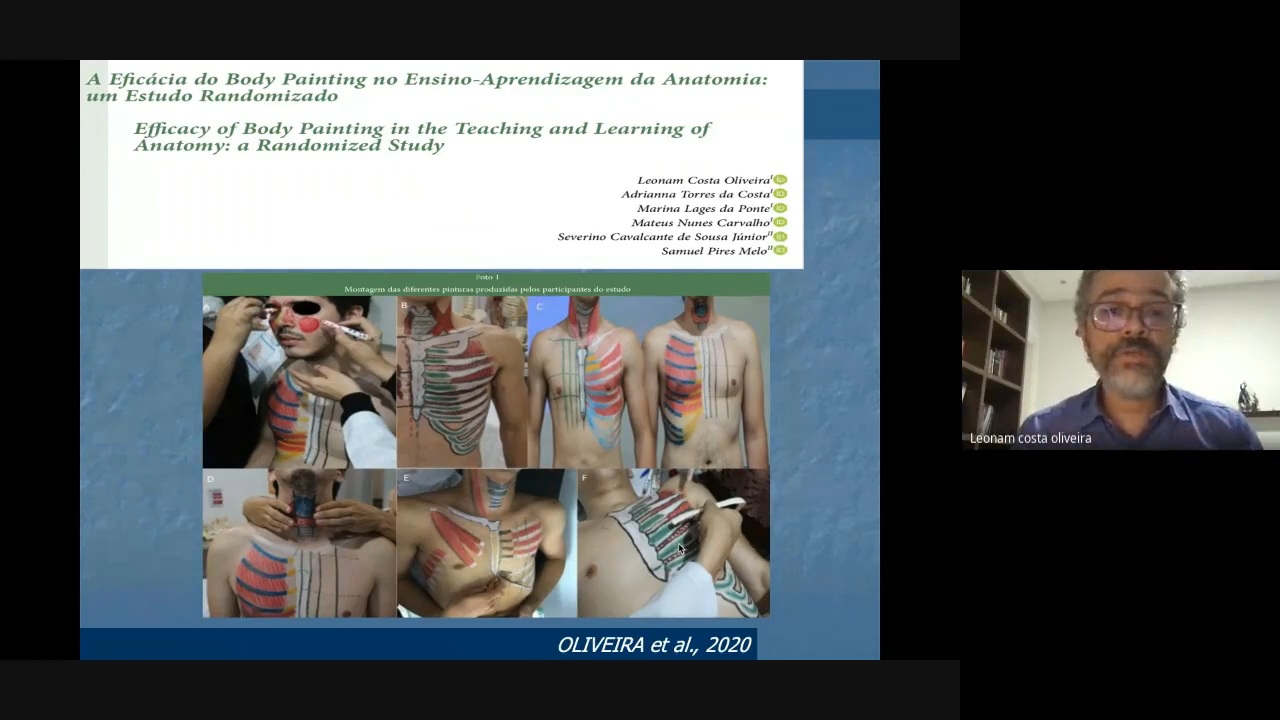 A Eficácia do Body Painting no Ensino-Aprendizagem da Anatomia:
um Estudo Randomizado
Efficacy of Body Painting in the Teaching and Learning of
Anatomy: a Randomized Study
Leonam Costa Oliveira
Adrianna Torres da Costa
Marina Lages da Ponte
Mateus Nunes Carvalho
Severino Cavalcante de Sousa Júnior
Samuel Pires Melo
Foto 1
Montagem das diferentes pinturas produzidas pelos participantes do estudo
A
B
C
D
E
F
OLIVEIRA et al., 2020
Leonam costa oliveira